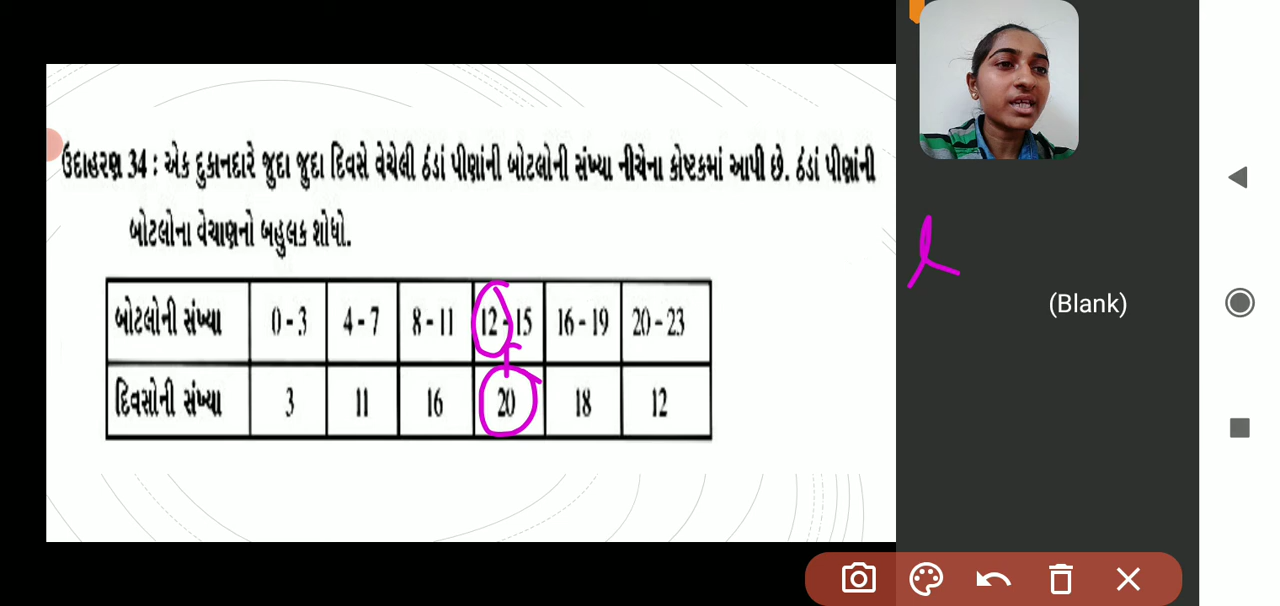 ઉદાહરણ 34 : એક દુકાનદારે જુદા જુદા દિવસે વેચેલી ઠંડાં પીણાંની બોટલોની સંખ્યા નીચેના કોષ્ટકમાં આપી છે. ઠંડાં પીણાંની
બોટલોના વેચાણનો બહુલક શોધો.
બોટલોની સંખ્યા 0 - 3 4 - 7 8 - 11 12 - 15 16 - 19 20 - 23
દિવસોની સંખ્યા 3 11 16 20 18 12
(Blank)